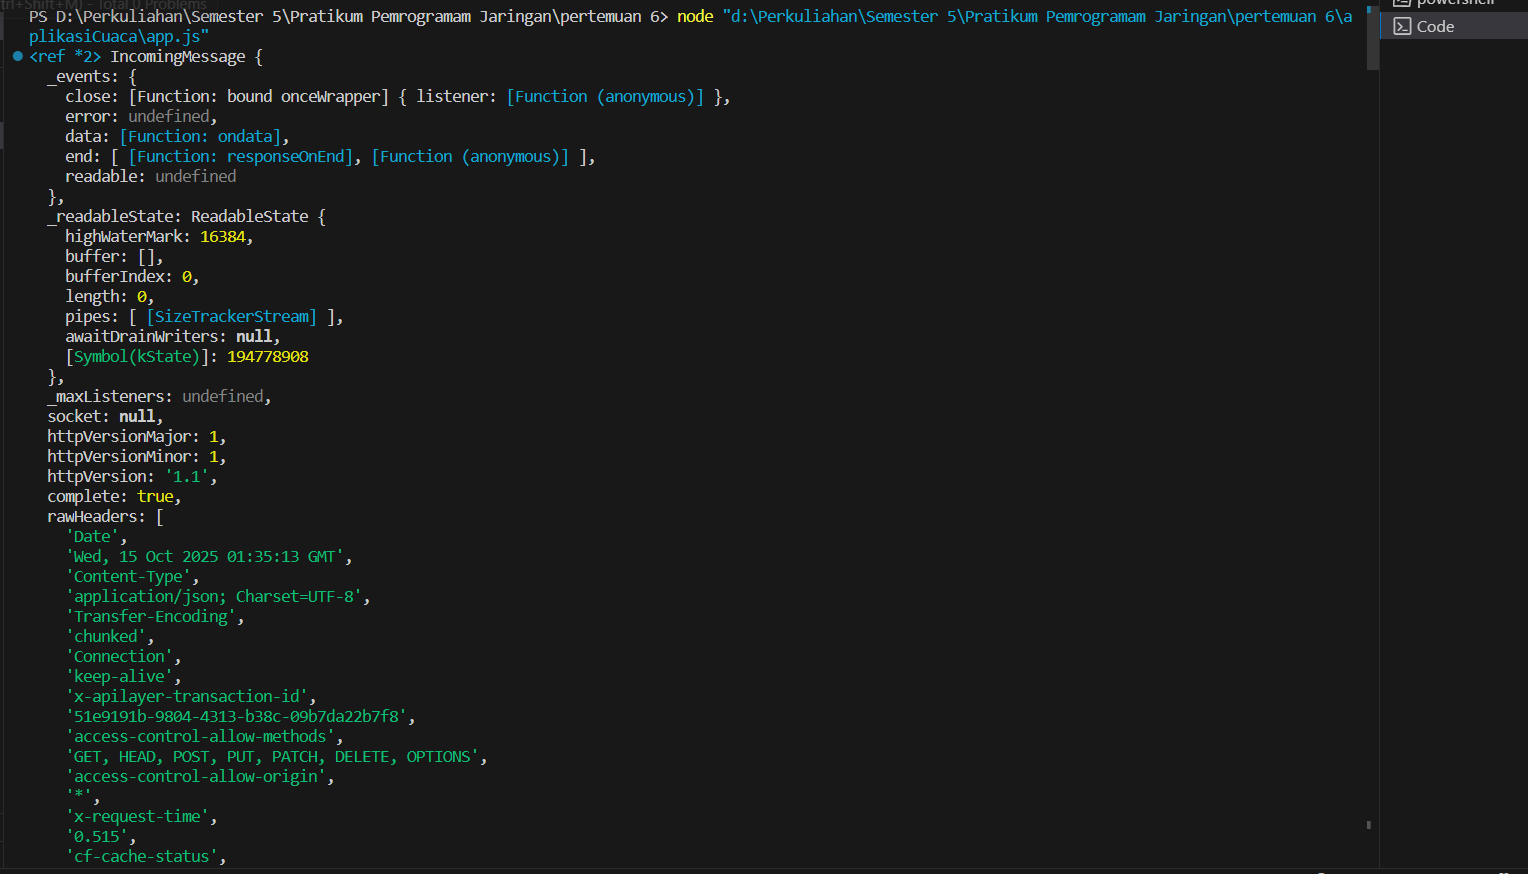 trl+Shift+M) - Total 0 Problems
powershell
PS D:\Perkuliahan\Semester 5\Pratikum Pemrogramam Jaringan\pertemuan 6> node "d:\Perkuliahan\Semester 5\Pratikum Pemrogramam Jaringan\pertemuan 6\a
plikasiCuaca\app.js"
Code
<ref *2> IncomingMessage {
  _events: {
    close: [Function: bound onceWrapper] { listener: [Function (anonymous)] },
    error: undefined,
    data: [Function: ondata],
    end: [ [Function: responseOnEnd], [Function (anonymous)] ],
    readable: undefined
  },
  _readableState: ReadableState {
    highWaterMark: 16384,
    buffer: [],
    bufferIndex: 0,
    length: 0,
    pipes: [ [SizeTrackerStream] ],
    awaitDrainWriters: null,
    [Symbol(kState)]: 194778908
  },
  _maxListeners: undefined,
  socket: null,
  httpVersionMajor: 1,
  httpVersionMinor: 1,
  httpVersion: '1.1',
  complete: true,
  rawHeaders: [
    'Date',
    'Wed, 15 Oct 2025 01:35:13 GMT',
    'Content-Type',
    'application/json; Charset=UTF-8',
    'Transfer-Encoding',
    'chunked',
    'Connection',
    'keep-alive',
    'x-apilayer-transaction-id',
    '51e9191b-9804-4313-b38c-09b7da22b7f8',
    'access-control-allow-methods',
    'GET, HEAD, POST, PUT, PATCH, DELETE, OPTIONS',
    'access-control-allow-origin',
    '*',
    'x-request-time',
    '0.515',
    'cf-cache-status',